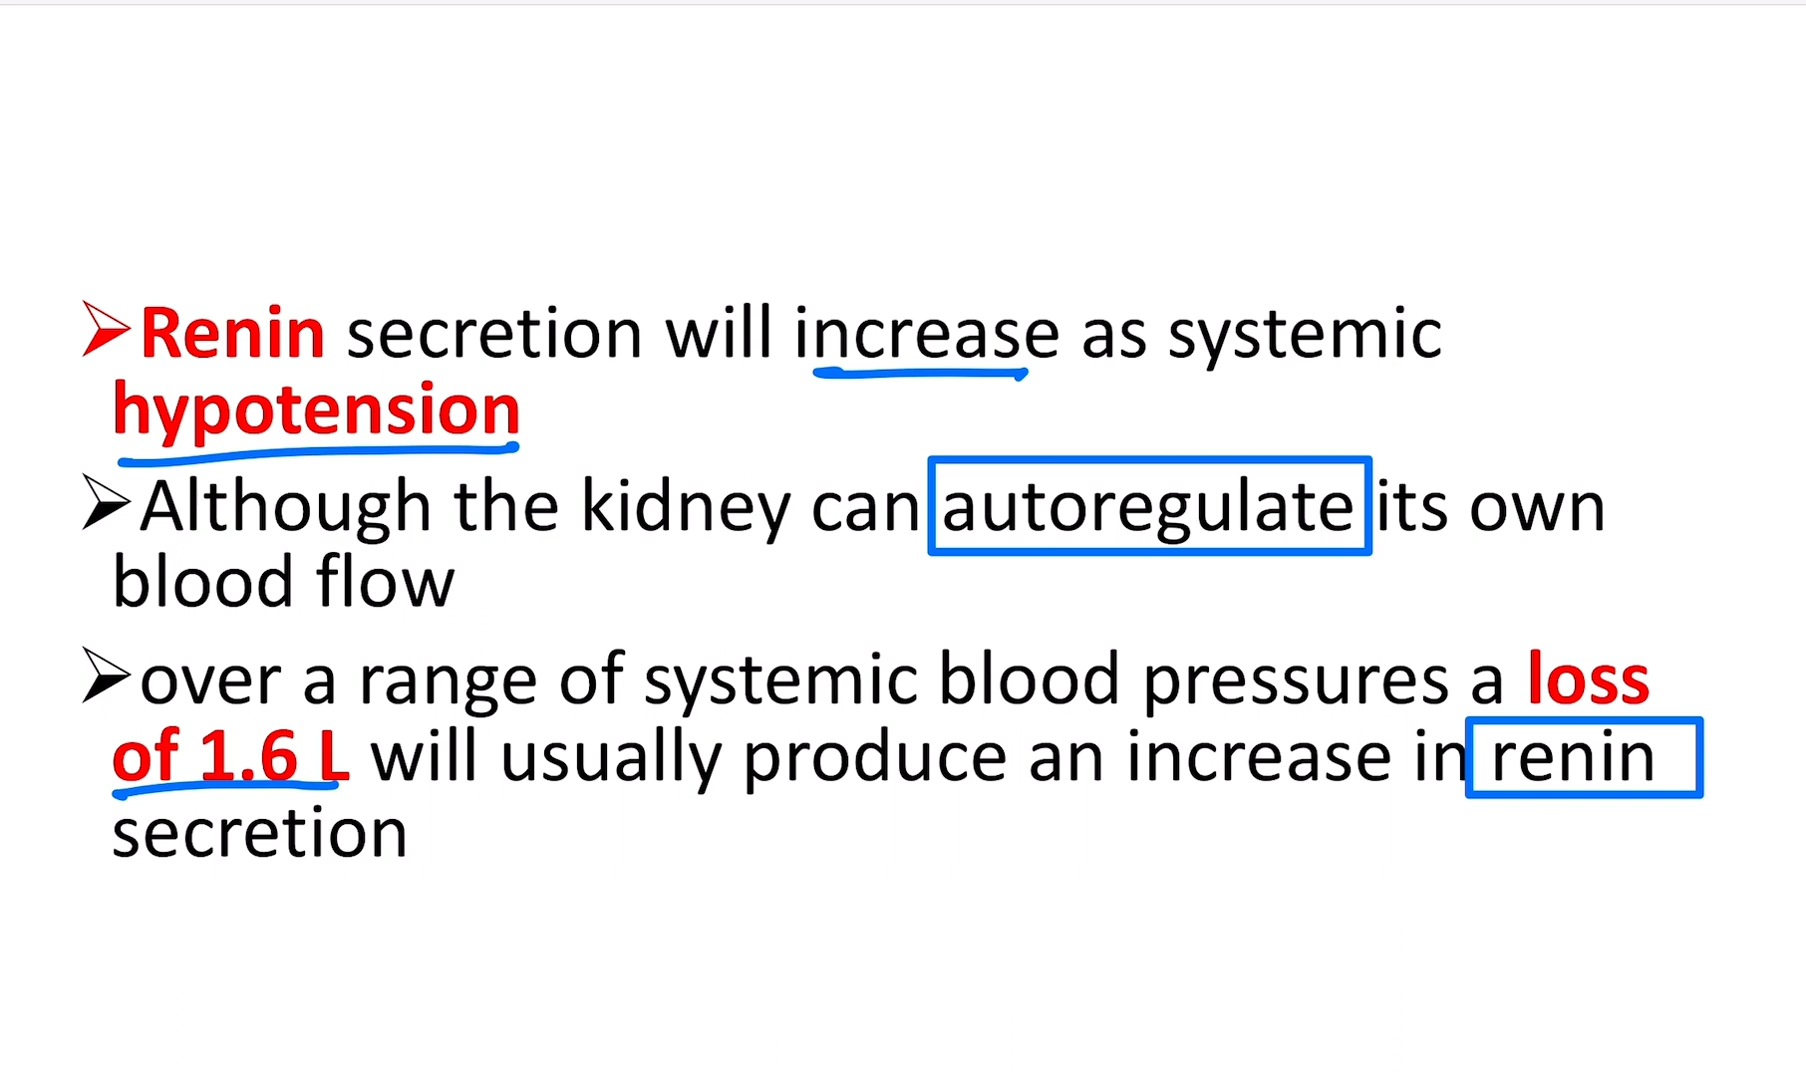 ➢Renin secretion will increase as systemic
hypotension
➢Although the kidney can autoregulate its own
blood flow
➢over a range of systemic blood pressures a loss
of 1.6 L will usually produce an increase in renin
secretion